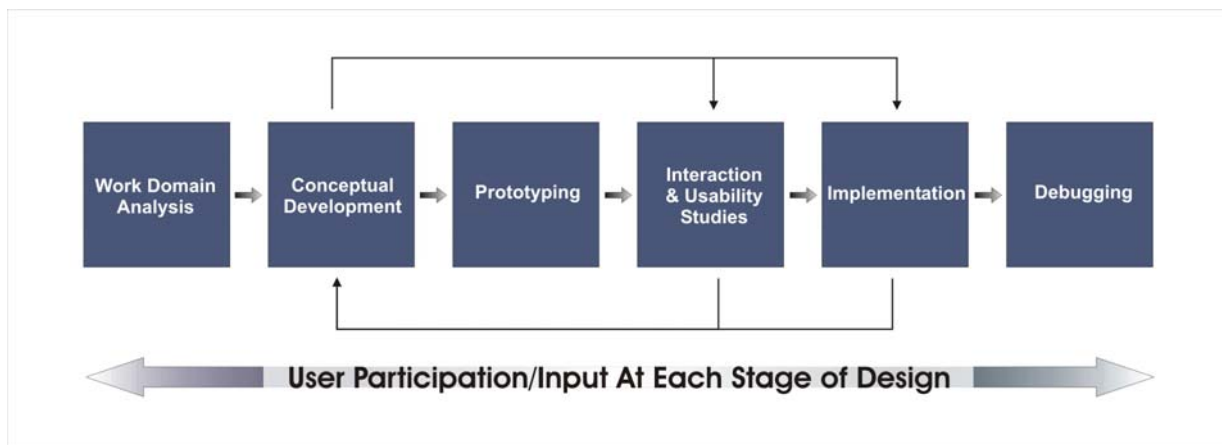 Work Domain
Analysis
Conceptual
Development
Prototyping
Interaction
& Usability
Studies
Implementation
Debugging
User Participation/Input At Each Stage of Design